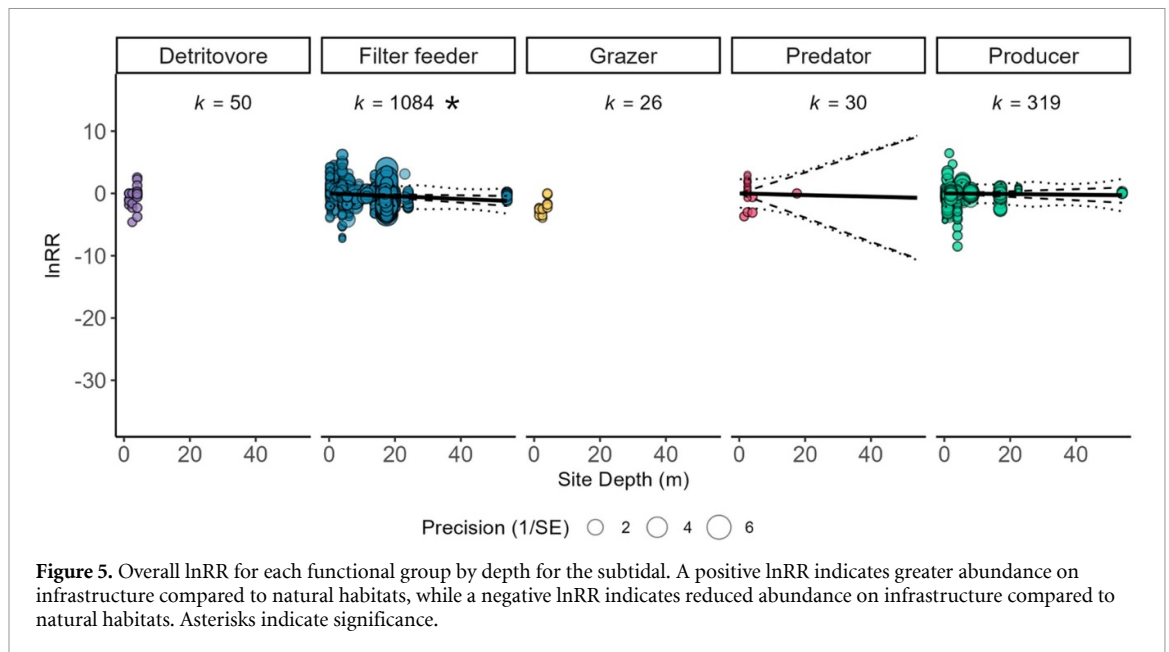 Detritovore Filter feeder Grazer Predator Producer
k = 50 k = 1084 * k = 26 k = 30 k = 319
10
0
-10
-20
-30
lnRR
0 20 40 0 20 40 0 20 40 0 20 40 0 20 40
Site Depth (m)
Precision (1/SE) 2 4 6
Figure 5. Overall lnRR for each functional group by depth for the subtidal. A positive lnRR indicates greater abundance on
infrastructure compared to natural habitats, while a negative lnRR indicates reduced abundance on infrastructure compared to
natural habitats. Asterisks indicate significance.